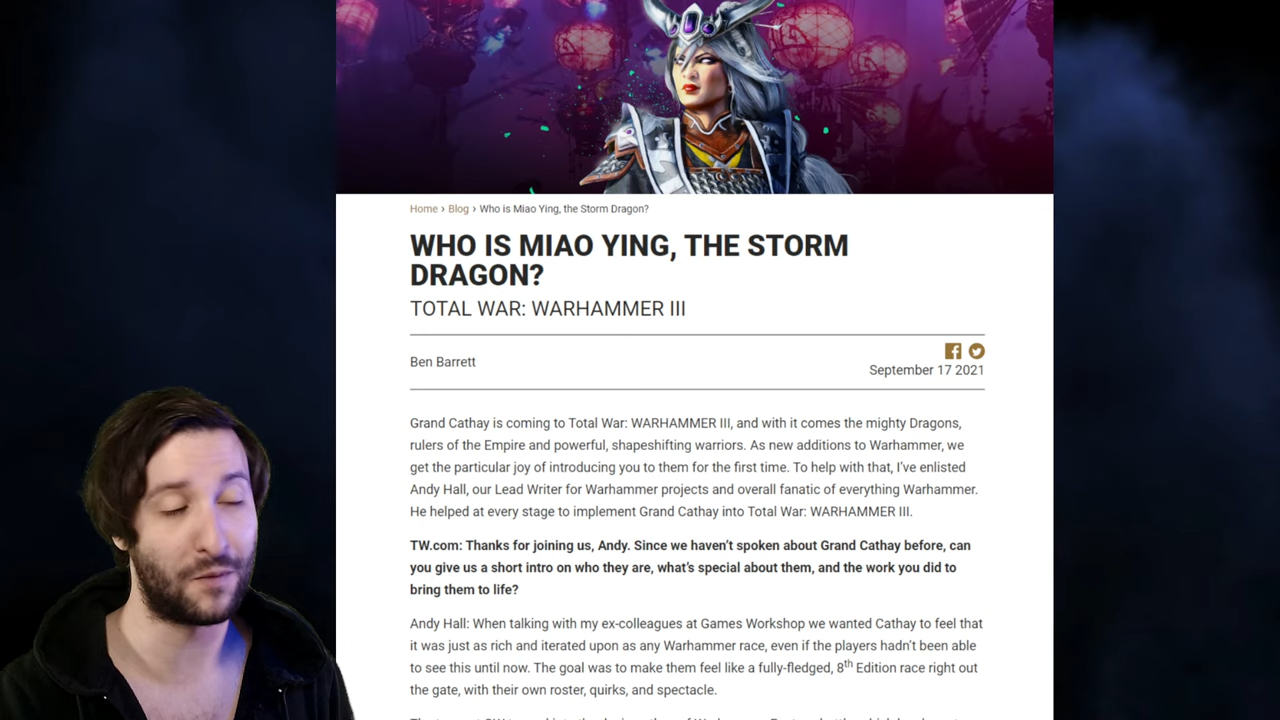 Home › Blog › Who is Miao Ying, the Storm Dragon?
WHO IS MIAO YING, THE STORM
DRAGON?
TOTAL WAR: WARHAMMER III
Ben Barrett
September 17 2021
Grand Cathay is coming to Total War: WARHAMMER III, and with it comes the mighty Dragons,
rulers of the Empire and powerful, shapeshifting warriors. As new additions to Warhammer, we
get the particular joy of introducing you to them for the first time. To help with that, I’ve enlisted
Andy Hall, our Lead Writer for Warhammer projects and overall fanatic of everything Warhammer.
He helped at every stage to implement Grand Cathay into Total War: WARHAMMER III.
TW.com: Thanks for joining us, Andy. Since we haven’t spoken about Grand Cathay before, can
you give us a short intro on who they are, what’s special about them, and the work you did to
bring them to life?
Andy Hall: When talking with my ex-colleagues at Games Workshop we wanted Cathay to feel that
it was just as rich and iterated upon as any Warhammer race, even if the players hadn’t been able
to see this until now. The goal was to make them feel like a fully-fledged, 8th Edition race right out
the gate, with their own roster, quirks, and spectacle.